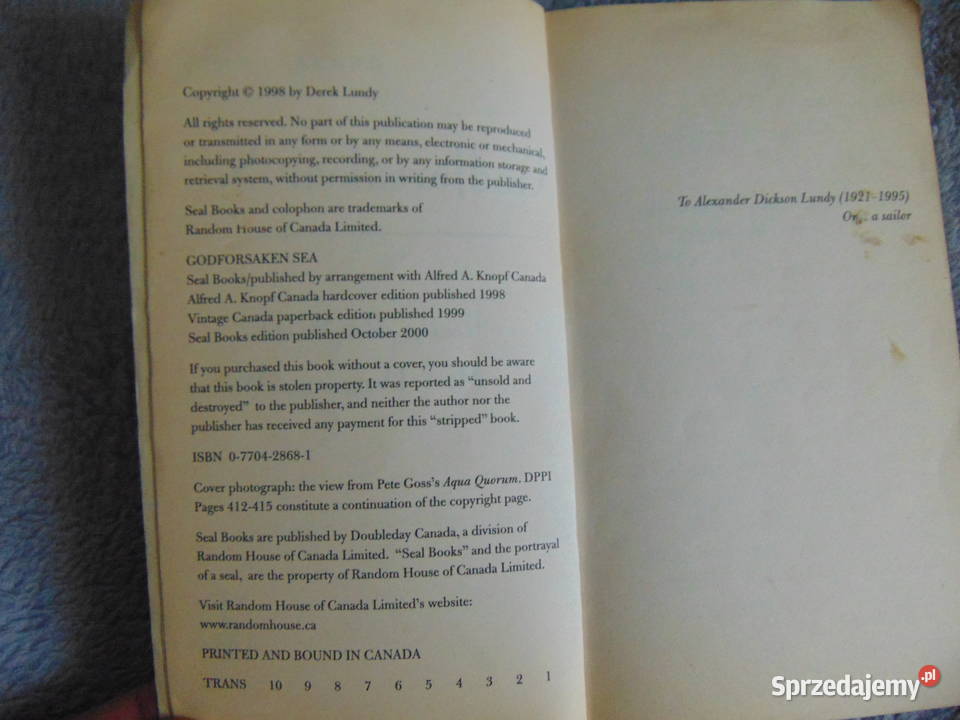 Copyright © 1998 by Derek Lundy
All rights reserved. No part of this publication may be reproduced
or transmitted in any form or by any means, electronic or mechanical,
including photocopying, recording, or by any information storage and
retrieval system, without permission in writing from the publisher.
Seal Books and colophon are trademarks of
Random House of Canada Limited.
GODFORSAKEN SEA
Seal Books/published by arrangement with Alfred A. Knopf Canada
Alfred A. Knopf Canada hardcover edition published 1998
Vintage Canada paperback edition published 1999
Seal Books edition published October 2000
If you purchased this book without a cover, you should be aware
that this book is stolen property. It was reported as “unsold and
destroyed” to the publisher, and neither the author nor the
publisher has received any payment for this “stripped” book.
ISBN 0-7704-2868-1
Cover photograph: the view from Pete Goss's Aqua Quorum. DPPI
Pages 412-415 constitute a continuation of the copyright page.
Seal Books are published by Doubleday Canada, a division of
Random House of Canada Limited. “Seal Books” and the portrayal
of a seal, are the property of Random House of Canada Limited.
Visit Random House of Canada Limited's website:
www.randomhouse.ca
PRINTED AND BOUND IN CANADA
TRANS 10 9 8 7 6 5 4 3 2 1
To Alexander Dickson Lundy (1921–1995)
a sailor
Sprzedajemy.pl